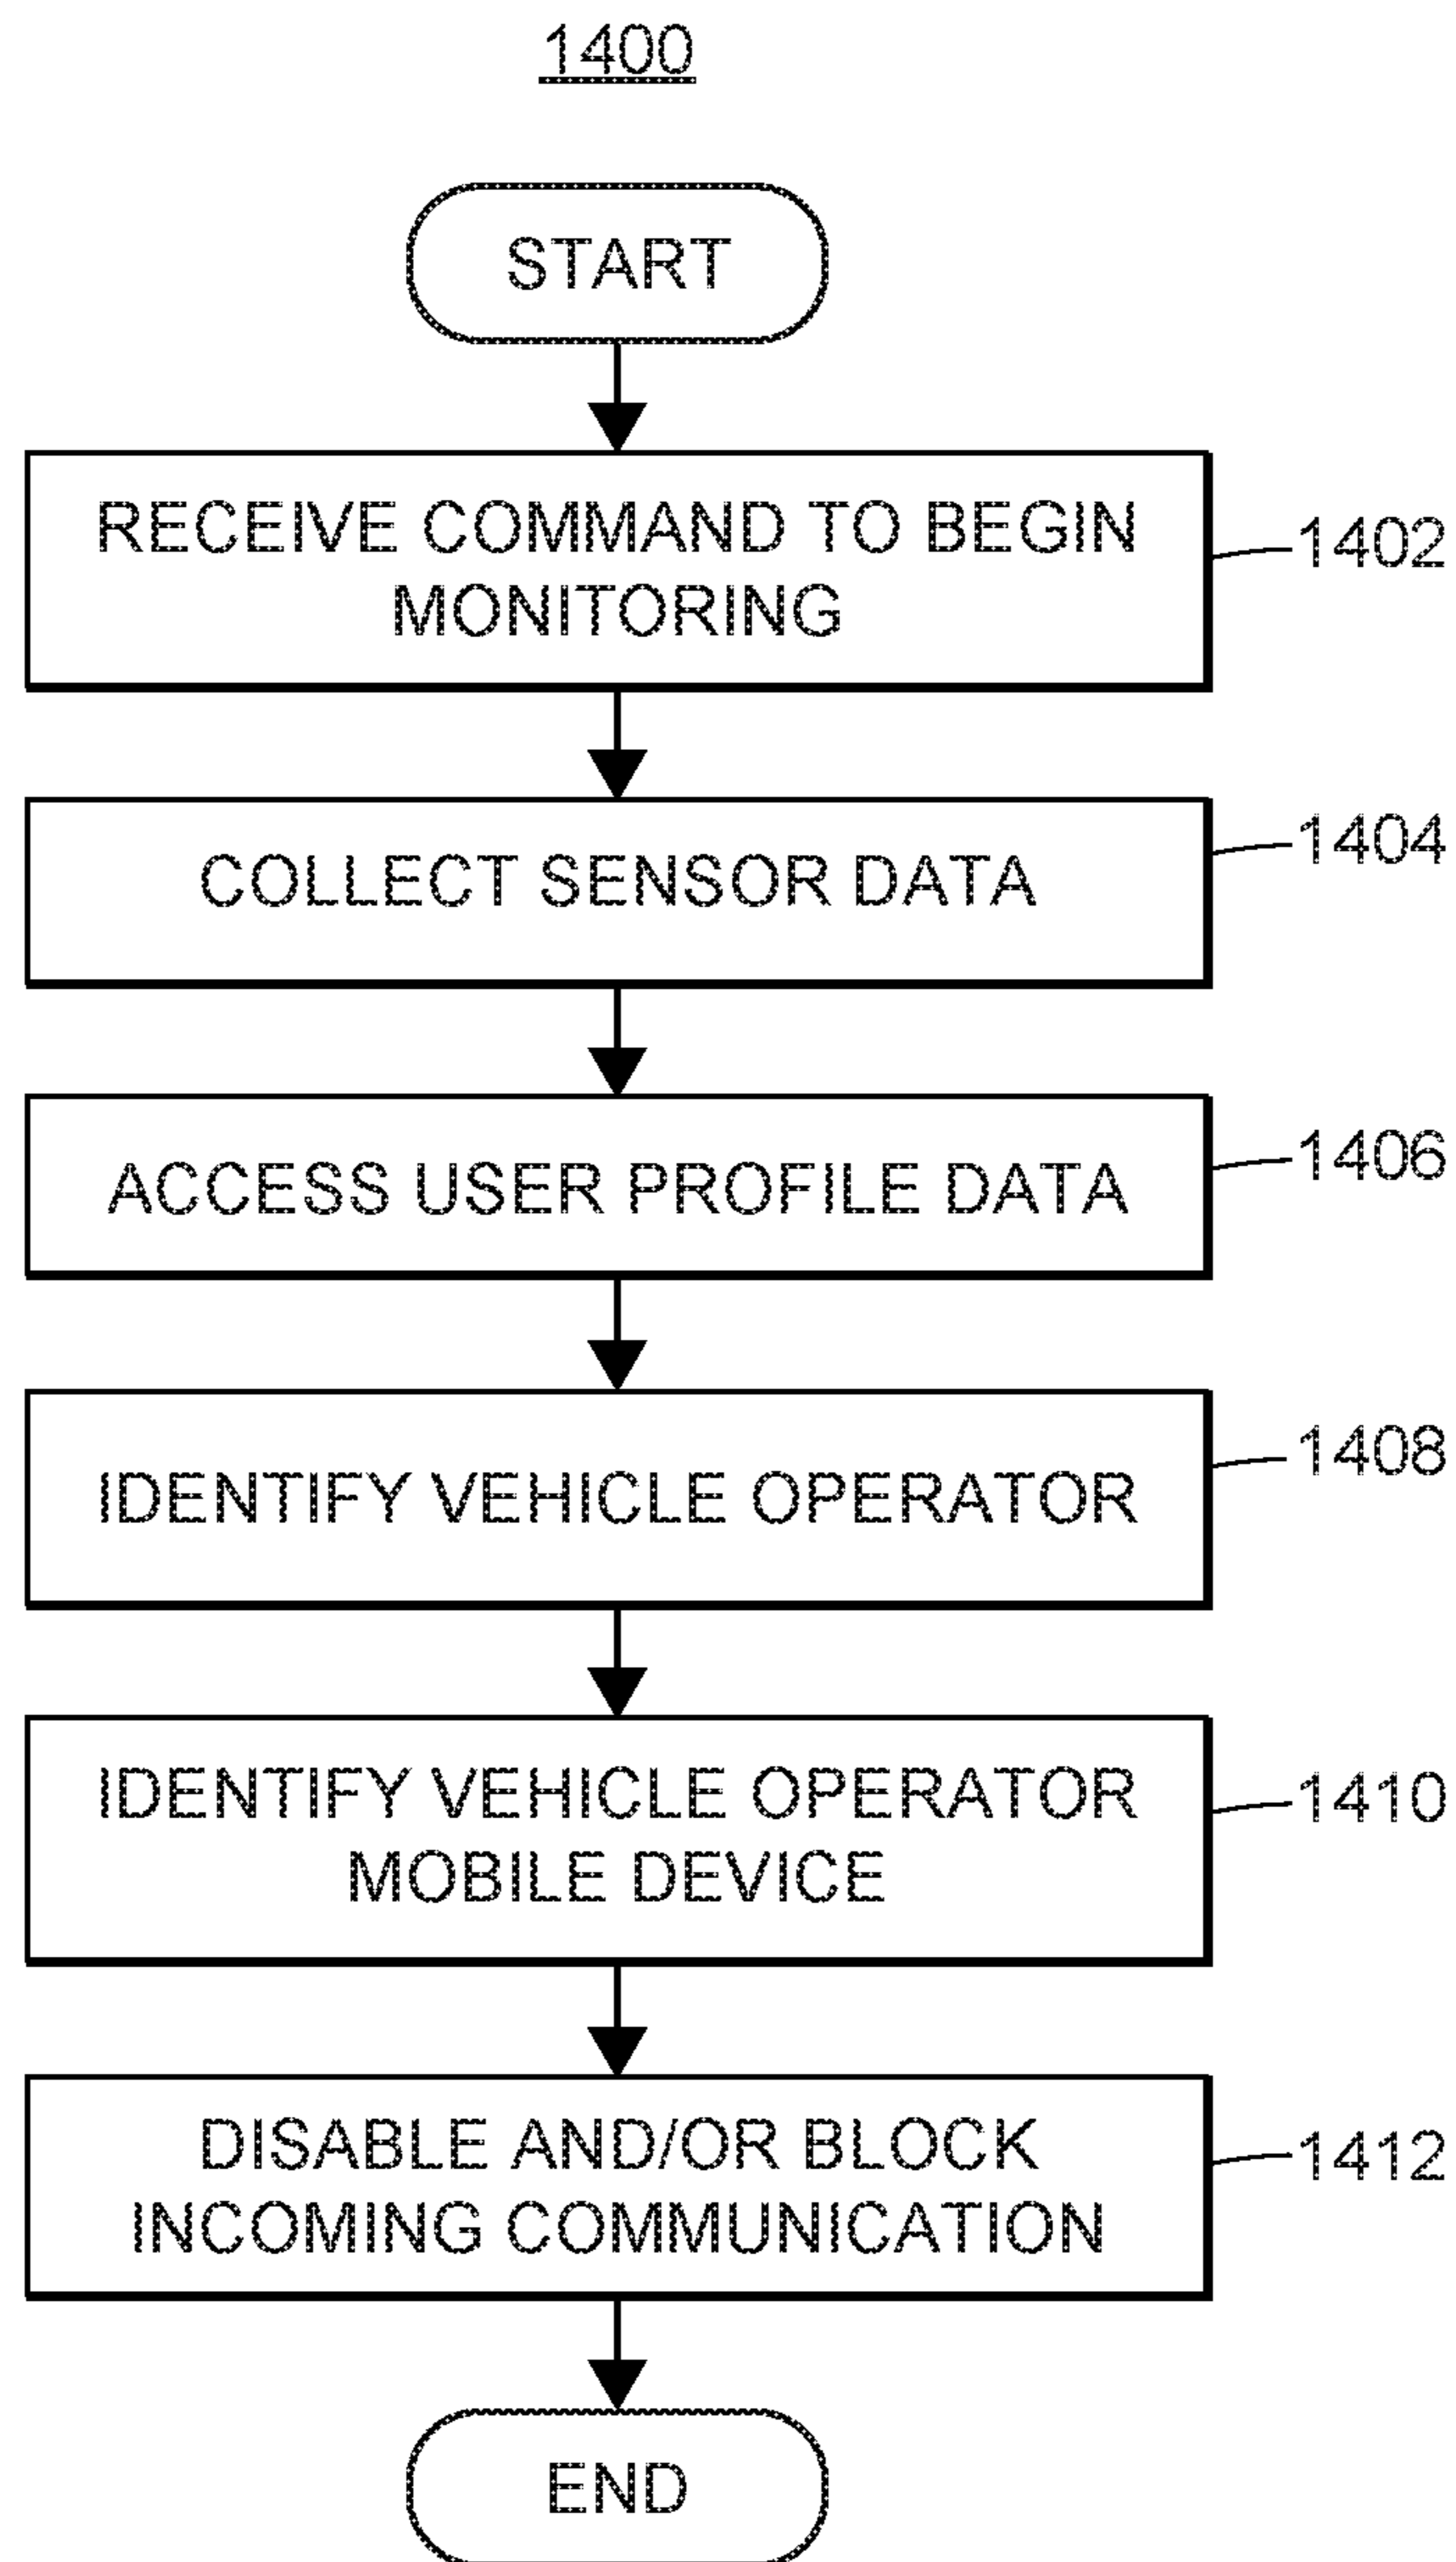 1400
START
RECEIVE COMMAND TO BEGIN
MONITORING
1402
COLLECT SENSOR DATA
1404
ACCESS USER PROFILE DATA
1406
IDENTIFY VEHICLE OPERATOR
1408
IDENTIFY VEHICLE OPERATOR
MOBILE DEVICE
1410
DISABLE AND/OR BLOCK
INCOMING COMMUNICATION
1412
END